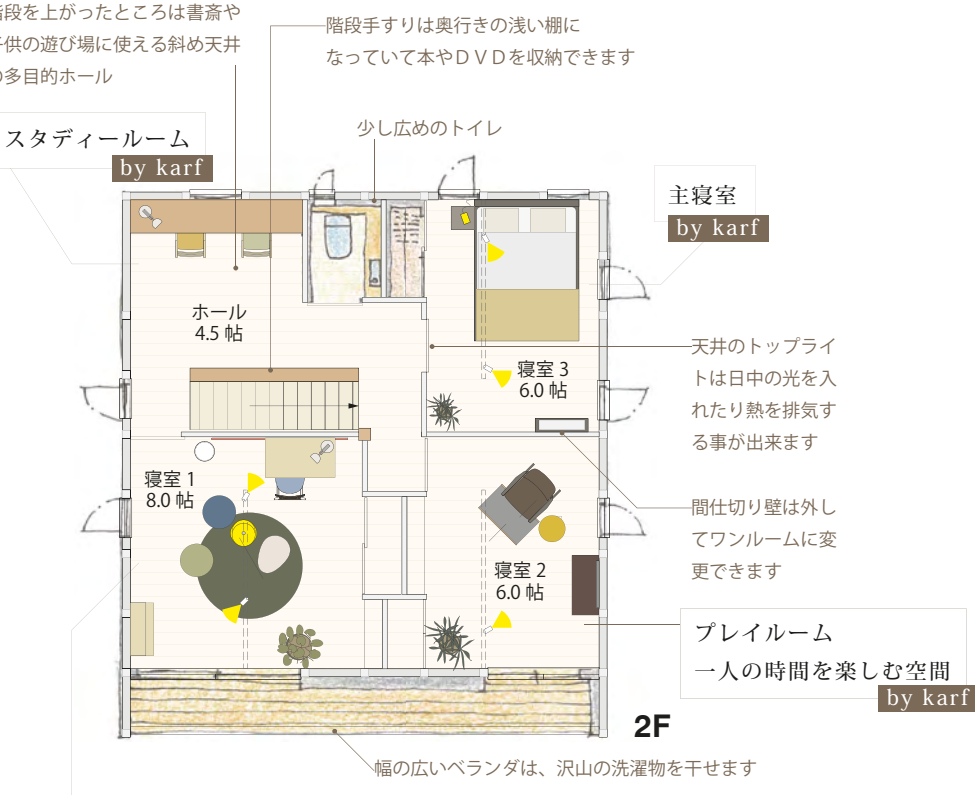 階段を上がったところは書斎や
子供の遊び場に使える斜め天井
の多目的ホール
階段手すりは奥行きの浅い棚に
なっていて本やＤＶＤを収納できます
少し広めのトイレ
スタディールーム
by karf
主寝室
by karf
ホール
4.5 帖
天井のトップライ
トは日中の光を入
れたり熱を排気す
る事が出来ます
寝室 3
6.0 帖
寝室 1
8.0 帖
間仕切り壁は外し
てワンルームに変
更できます
寝室 2
6.0 帖
プレイルーム
一人の時間を楽しむ空間
by karf
2F
幅の広いベランダは、沢山の洗濯物を干せます